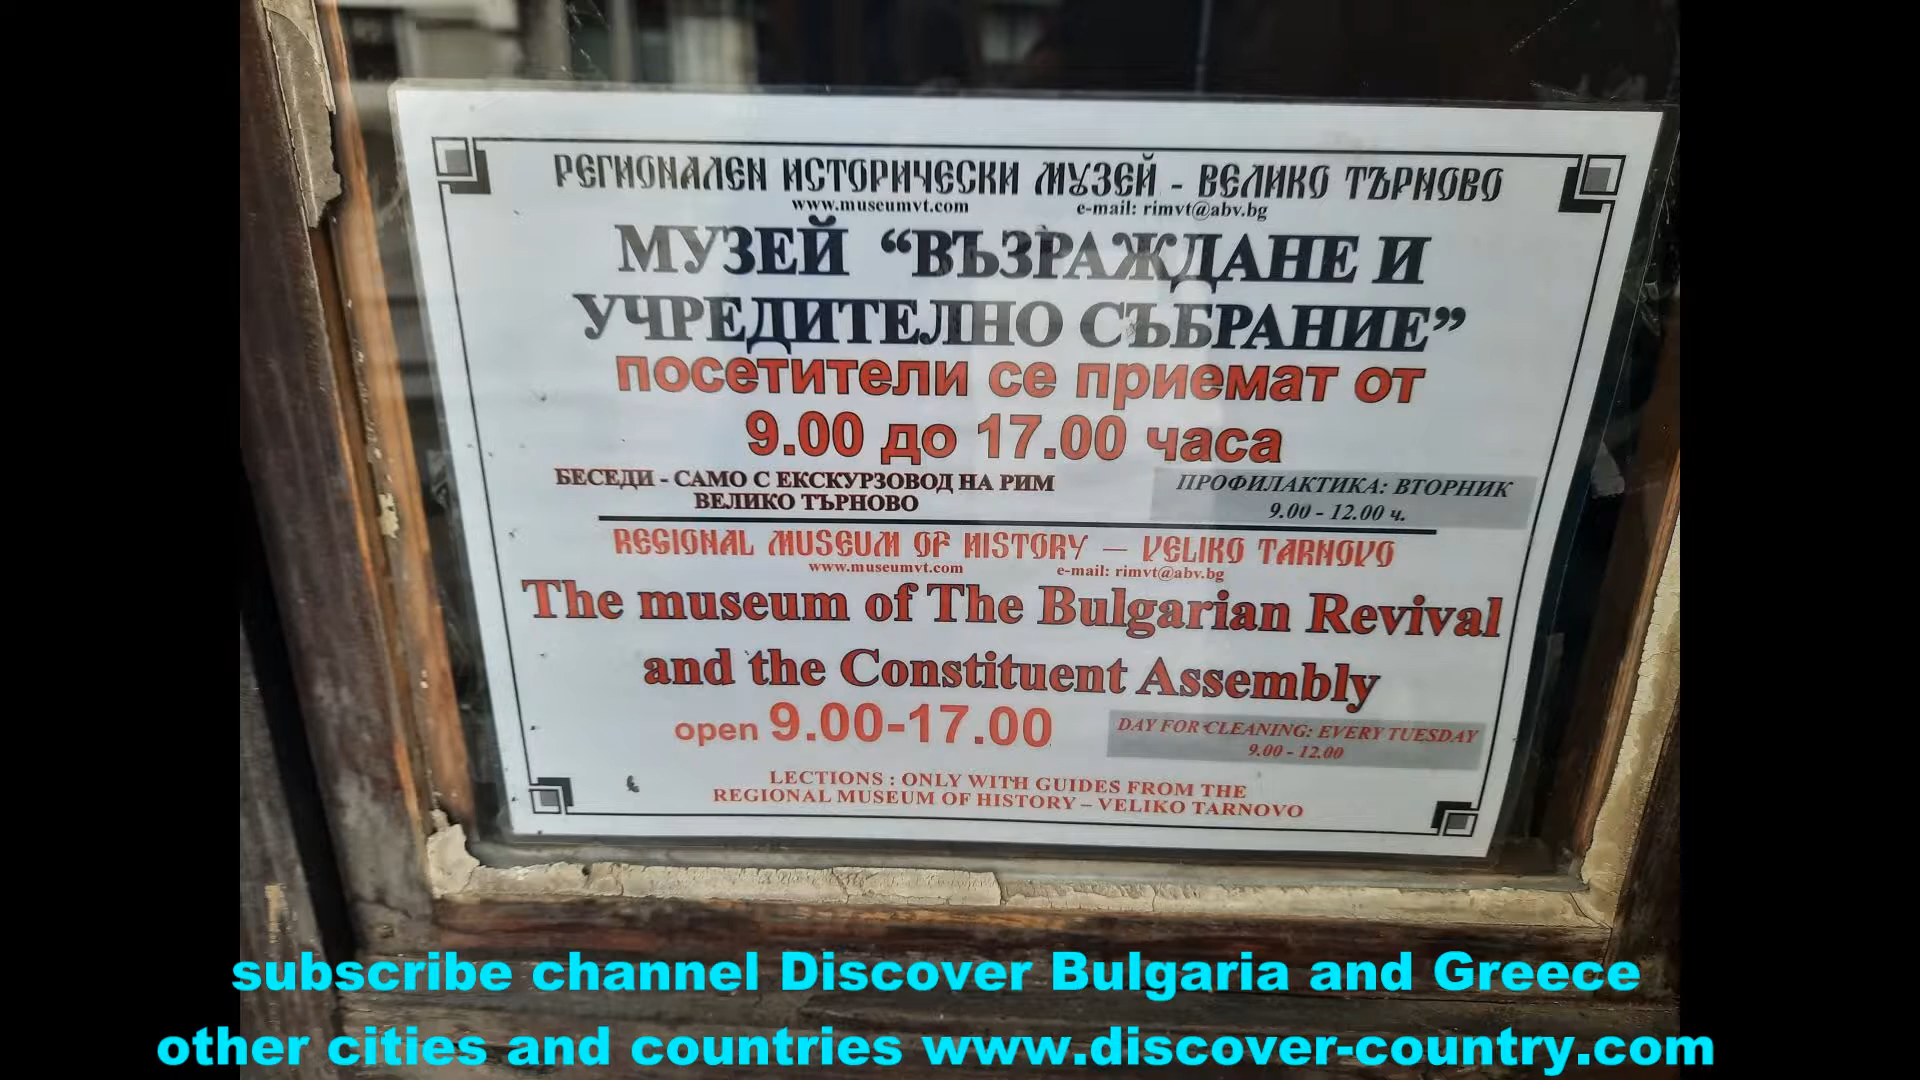 РЕГИОНАЛЕН ИСТОРИЧЕСКИ МУЗЕЙ - ВЕЛИКО ТЪРНОВО
www.museumvt.com e-mail: rimvt@abv.bg
МУЗЕЙ “ВЪЗРАЖДАНЕ И
УЧРЕДИТЕЛНО СЪБРАНИЕ”
посетители се приемат от
9.00 до 17.00 часа
БЕСЕДИ - САМО С ЕКСКУРЗОВОД НА РИМ
ВЕЛИКО ТЪРНОВО
ПРОФИЛАКТИКА: ВТОРНИК
9.00 - 12.00 ч.
REGIONAL MUSEUM OF HISTORY – VELIKO TARNOVO
www.museumvt.com e-mail: rimvt@abv.bg
The museum of The Bulgarian Revival
and the Constituent Assembly
open 9.00-17.00
DAY FOR CLEANING: EVERY TUESDAY
9.00 - 12.00
LECTIONS : ONLY WITH GUIDES FROM THE
REGIONAL MUSEUM OF HISTORY – VELIKO TARNOVO
subscribe channel Discover Bulgaria and Greece
other cities and countries www.discover-country.com